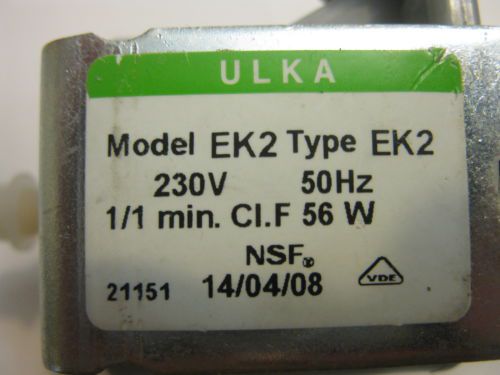 ULKA
Model EK2 Type EK2
230V 50Hz
1/1 min. Cl.F 56 W
NSF®
21151 14/04/08
VDE